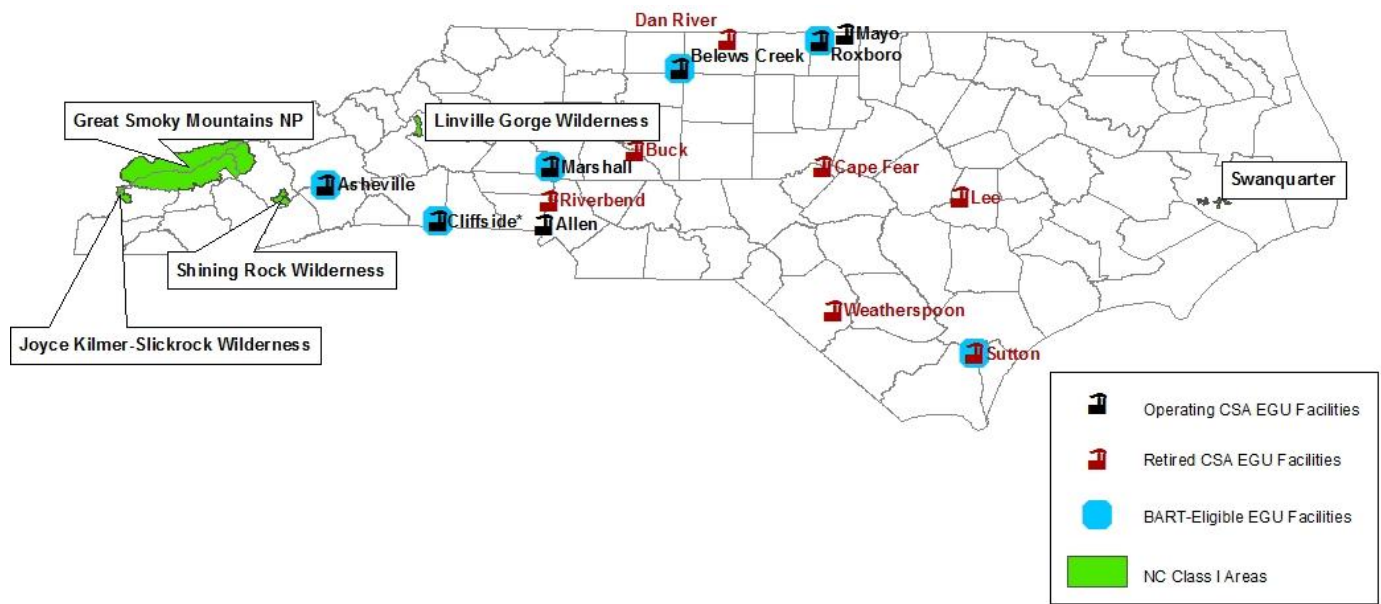 Dan River
Mayo
Roxboro
Belews Creek
Great Smoky Mountains NP
Linville Gorge Wilderness
Buck
Marshall
Cape Fear
Asheville
Swanquarter
Lee
Riverbend
Cliffside*
Allen
Shining Rock Wilderness
Weatherspoon
Joyce Kilmer-Slickrock Wilderness
Sutton
Operating CSA EGU Facilities
Retired CSA EGU Facilities
BART-Eligible EGU Facilities
NC Class I Areas